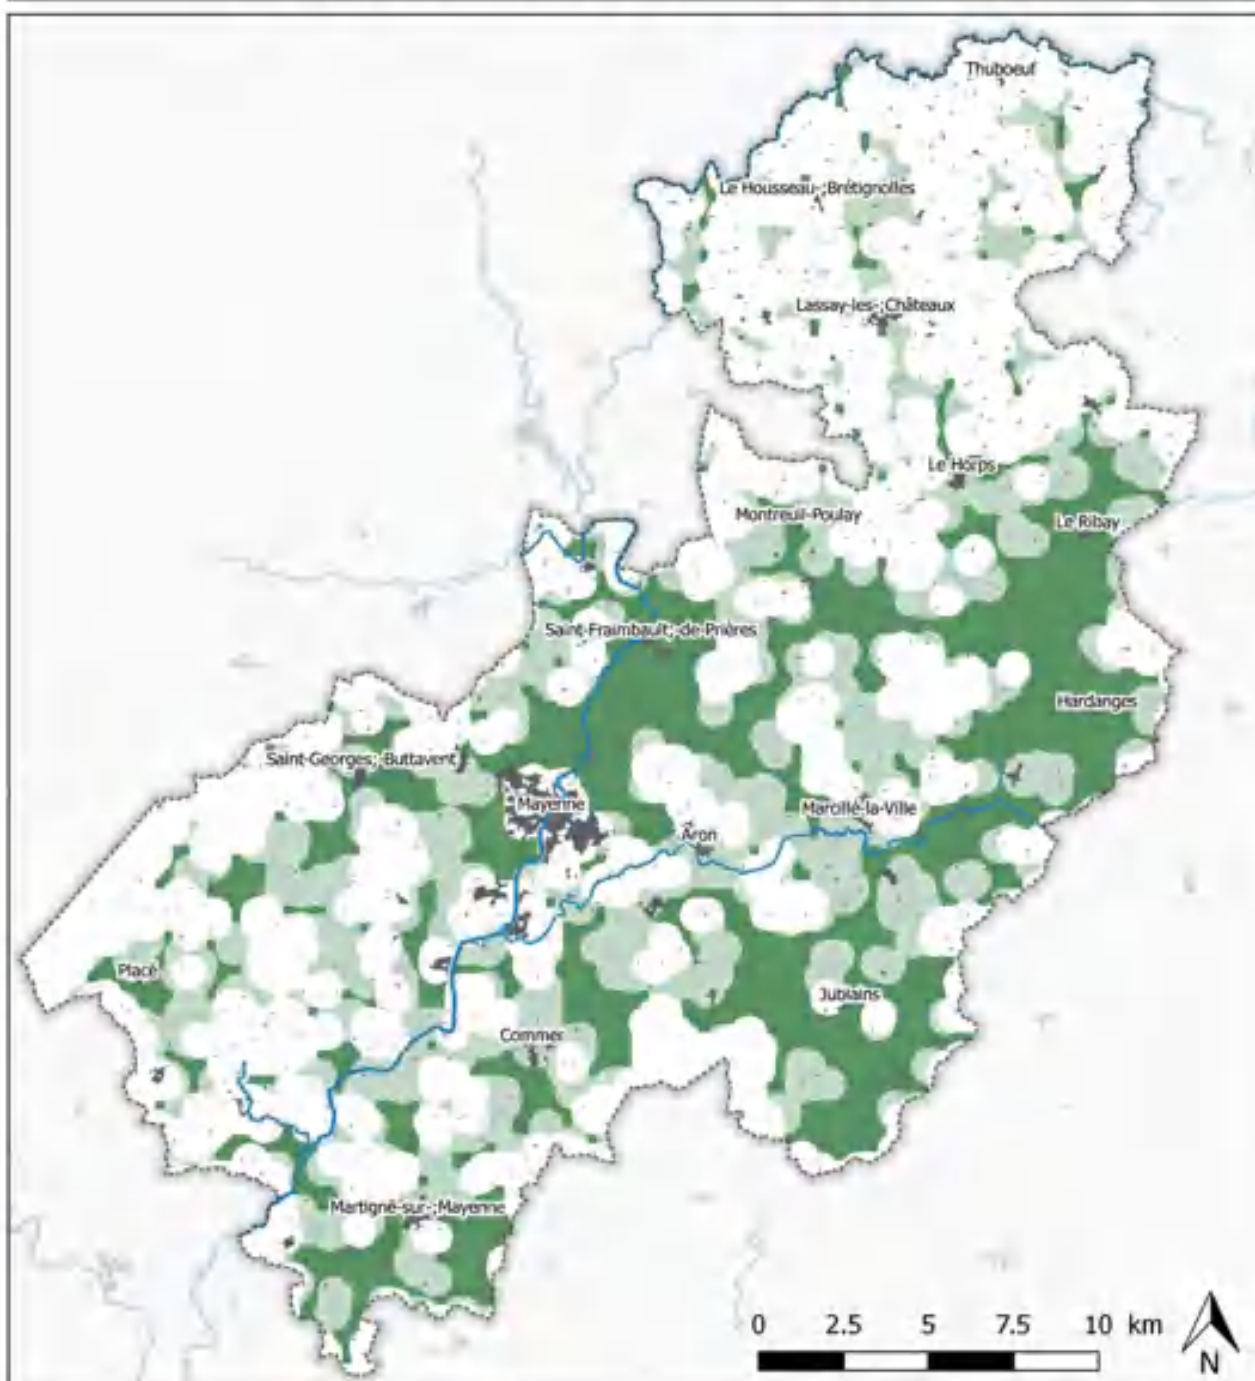 Thuboeuf
Le Housseau-;Brétignolles
Lassay-les-;Châteaux
Le Horps
Montreuil-Poulay
Le Ribay
Saint-Fraimbault;-de-Prières
Hardanges
Saint-Georges;-Buttavent
Mayenne
Marcillé-la-Ville
Aron
Placé
Jublains
Commer
Martigné-sur-;Mayenne
0 2.5 5 7.5 10 km
N